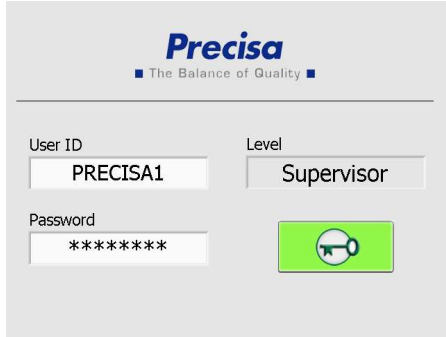 Precisa
The Balance of Quality
User ID
Level
PRECISA1
Supervisor
Password
********